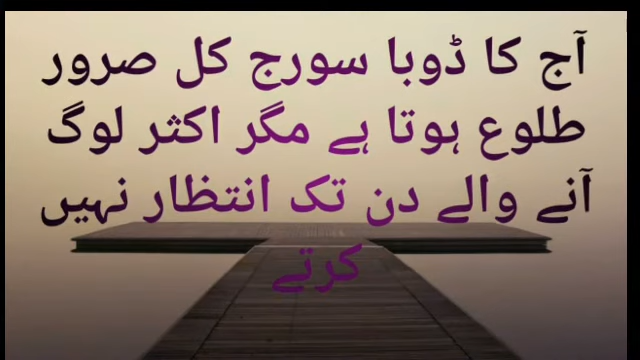 آج کا ڈوبا سورج کل صرور
طلوع ہوتا ہے مگر اکثر لوگ
آنے والے دن تک انتظار نہیں
کرتے